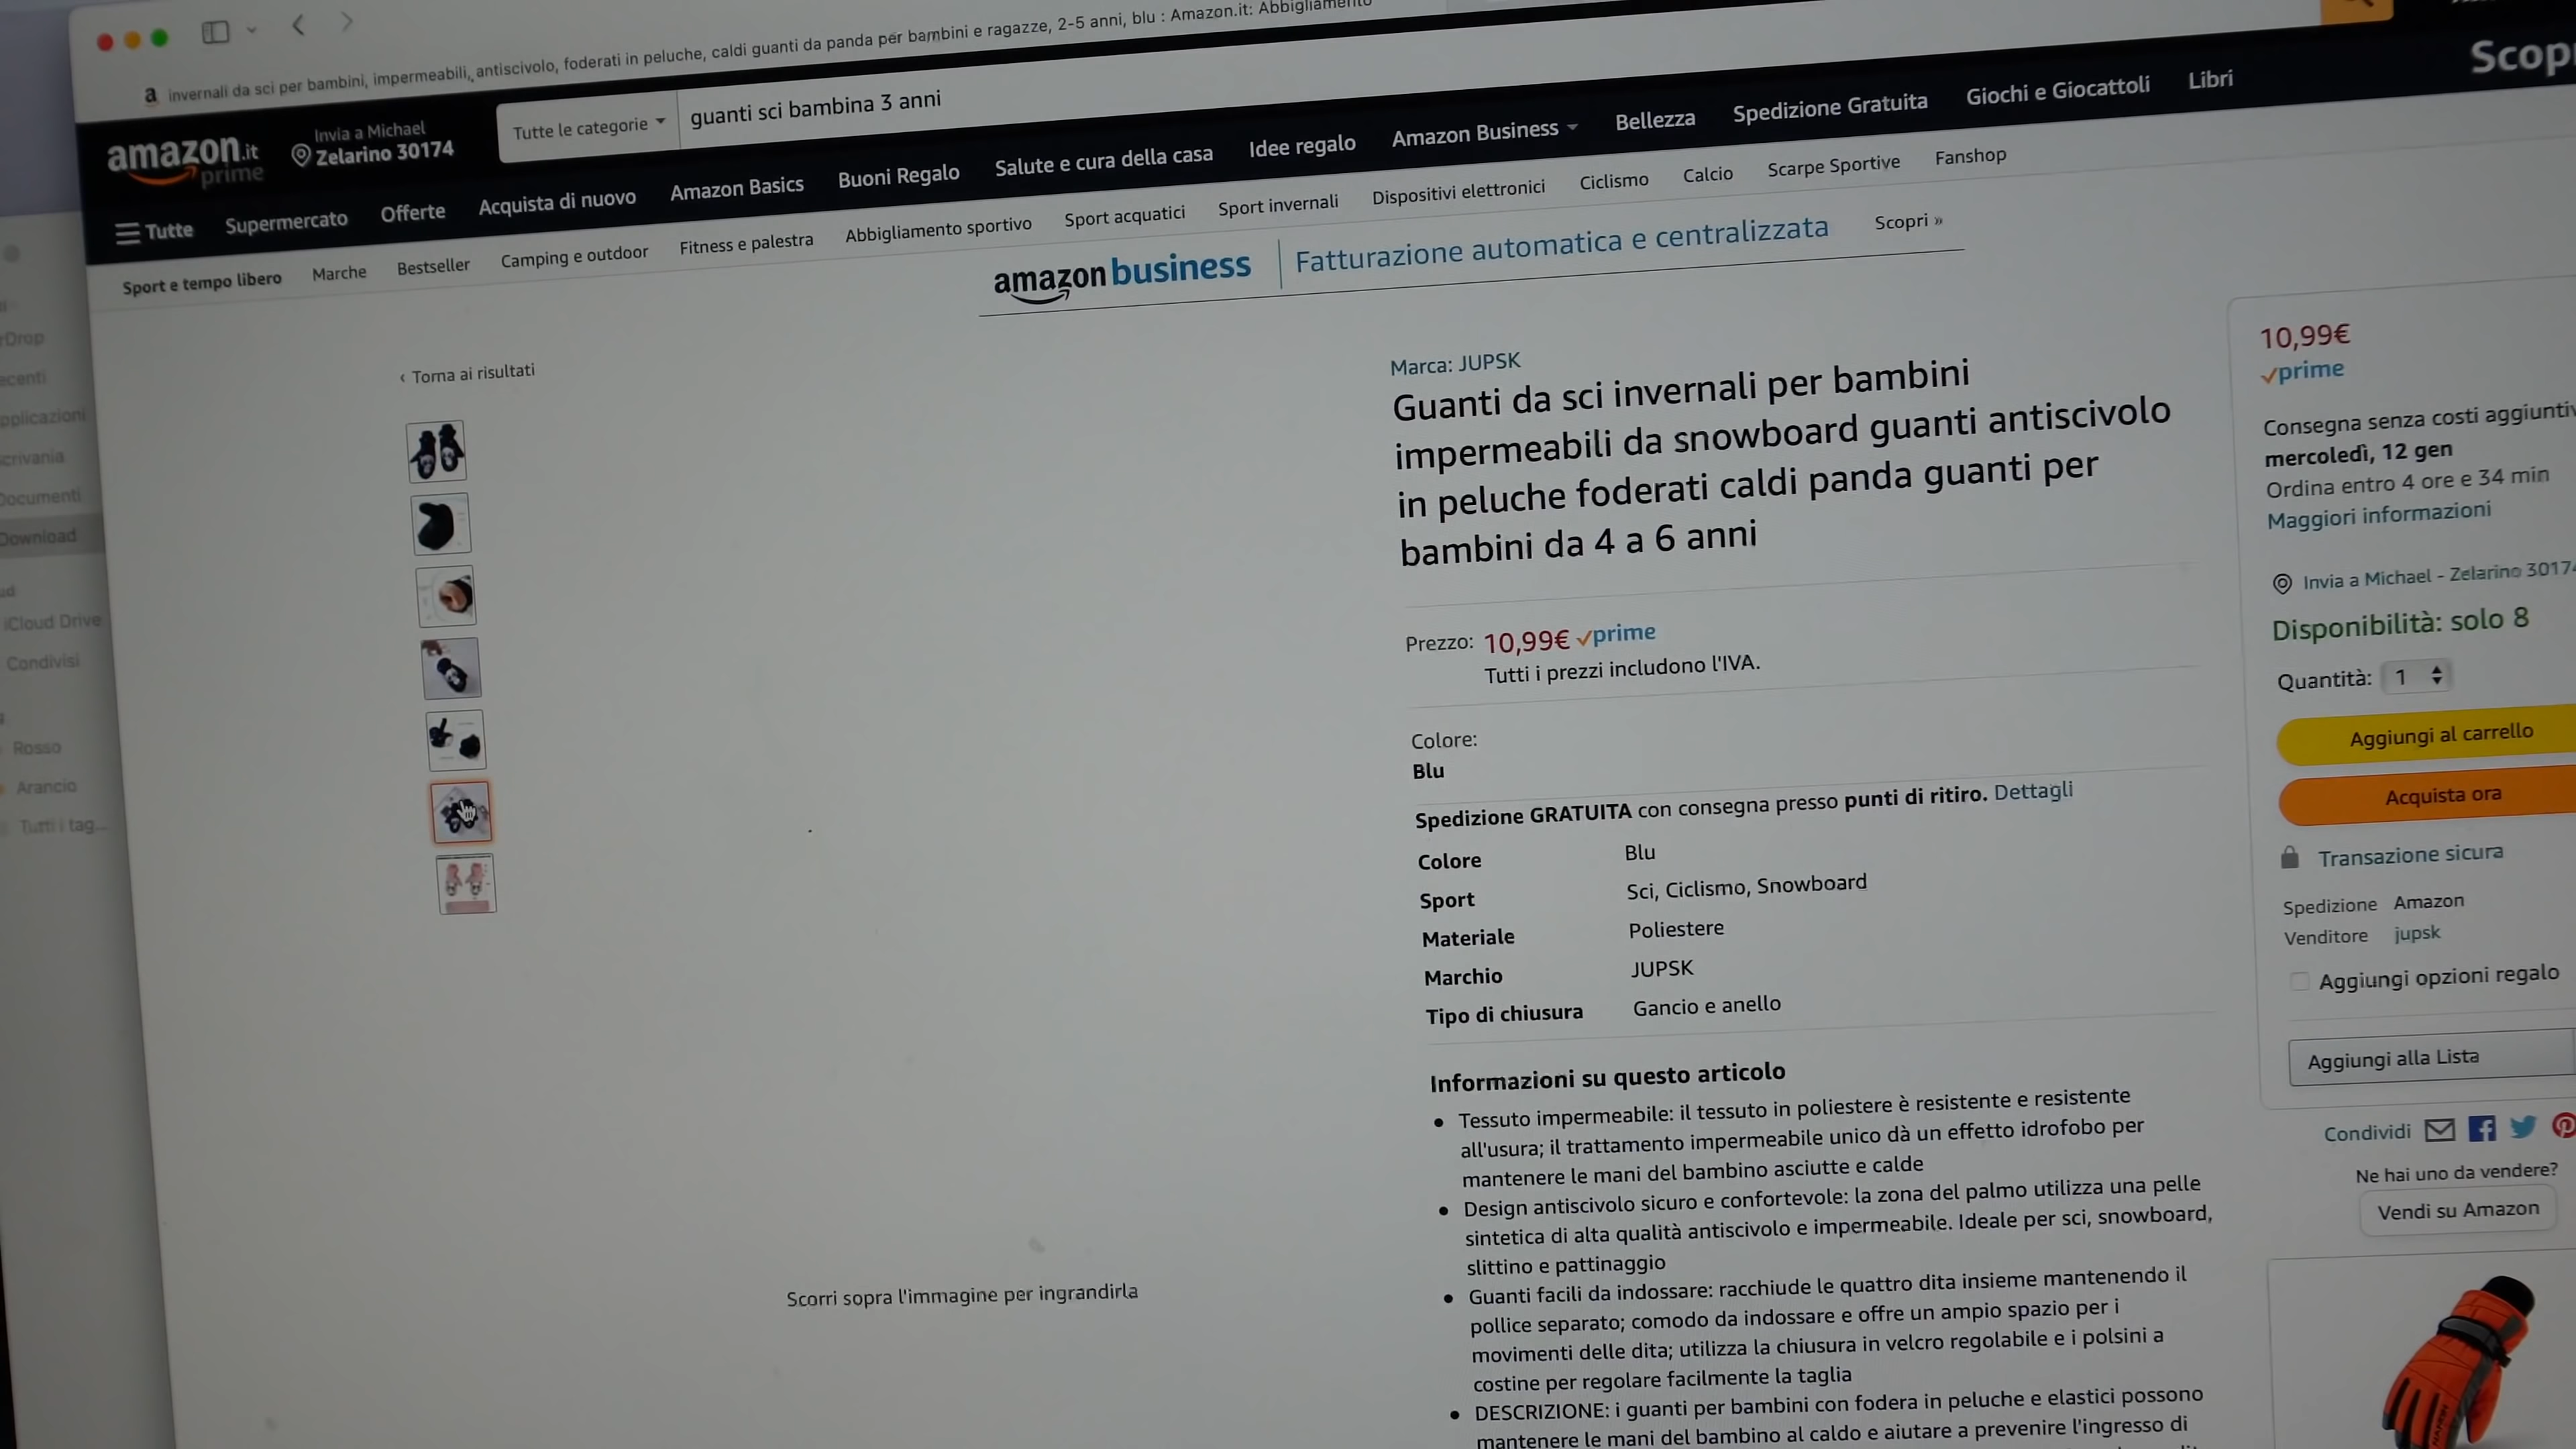 invernali da sci per bambini, impermeabili, antiscivolo, foderati in peluche, caldi guanti da panda per bambini e ragazze, 2-5 anni, blu : Amazon.it: Abbigliamento
amazon.it
prime
Invia a Michael
Zelarino 30174
Tutte le categorie
guanti sci bambina 3 anni
Tutte
Supermercato
Offerte
Acquista di nuovo
Amazon Basics
Buoni Regalo
Salute e cura della casa
Idee regalo
Amazon Business
Bellezza
Spedizione Gratuita
Giochi e Giocattoli
Libri
Sport e tempo libero
Marche
Bestseller
Camping e outdoor
Fitness e palestra
Abbigliamento sportivo
Sport acquatici
Sport invernali
Dispositivi elettronici
Ciclismo
Calcio
Scarpe Sportive
Fanshop
amazon business
Fatturazione automatica e centralizzata
Scopri »
‹ Torna ai risultati
Marca: JUPSK
Guanti da sci invernali per bambini
impermeabili da snowboard guanti antiscivolo
in peluche foderati caldi panda guanti per
bambini da 4 a 6 anni
Prezzo: 10,99€ prime
Tutti i prezzi includono l'IVA.
Colore:
Blu
Spedizione GRATUITA con consegna presso punti di ritiro. Dettagli
Colore Blu
Sport Sci, Ciclismo, Snowboard
Materiale Poliestere
Marchio JUPSK
Tipo di chiusura Gancio e anello
Informazioni su questo articolo
• Tessuto impermeabile: il tessuto in poliestere è resistente e resistente
all'usura; il trattamento impermeabile unico dà un effetto idrofobo per
mantenere le mani del bambino asciutte e calde
• Design antiscivolo sicuro e confortevole: la zona del palmo utilizza una pelle
sintetica di alta qualità antiscivolo e impermeabile. Ideale per sci, snowboard,
slittino e pattinaggio
• Guanti facili da indossare: racchiude le quattro dita insieme mantenendo il
pollice separato; comodo da indossare e offre un ampio spazio per i
movimenti delle dita; utilizza la chiusura in velcro regolabile e i polsini a
costine per regolare facilmente la taglia
• DESCRIZIONE: i guanti per bambini con fodera in peluche e elastici possono
mantenere le mani del bambino al caldo e aiutare a prevenire l'ingresso di
Scorri sopra l'immagine per ingrandirla
10,99€
prime
Consegna senza costi aggiuntivi
mercoledì, 12 gen
Ordina entro 4 ore e 34 min
Maggiori informazioni
Invia a Michael - Zelarino 30174
Disponibilità: solo 8
Quantità: 1
Aggiungi al carrello
Acquista ora
Transazione sicura
Spedizione Amazon
Venditore jupsk
Aggiungi opzioni regalo
Aggiungi alla Lista
Condividi
Ne hai uno da vendere?
Vendi su Amazon
iCloud Drive
Condivisi
Rosso
Arancio
Tutti i tag...